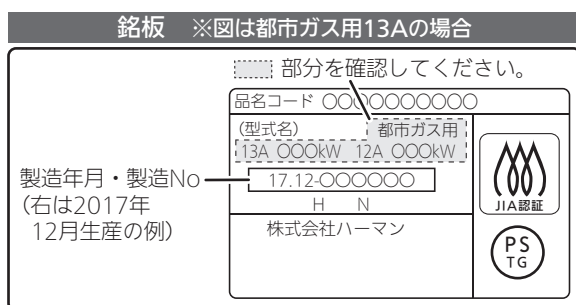 銘板　※図は都市ガス用13Aの場合
部分を確認してください。
品名コード 〇〇〇〇〇〇〇〇〇〇
(型式名)　都市ガス用
13A 〇〇〇kW 12A 〇〇〇kW
製造年月・製造No
(右は2017年
12月生産の例)
17.12-〇〇〇〇〇〇
H N
株式会社ハーマン
JIA認証
PS
TG